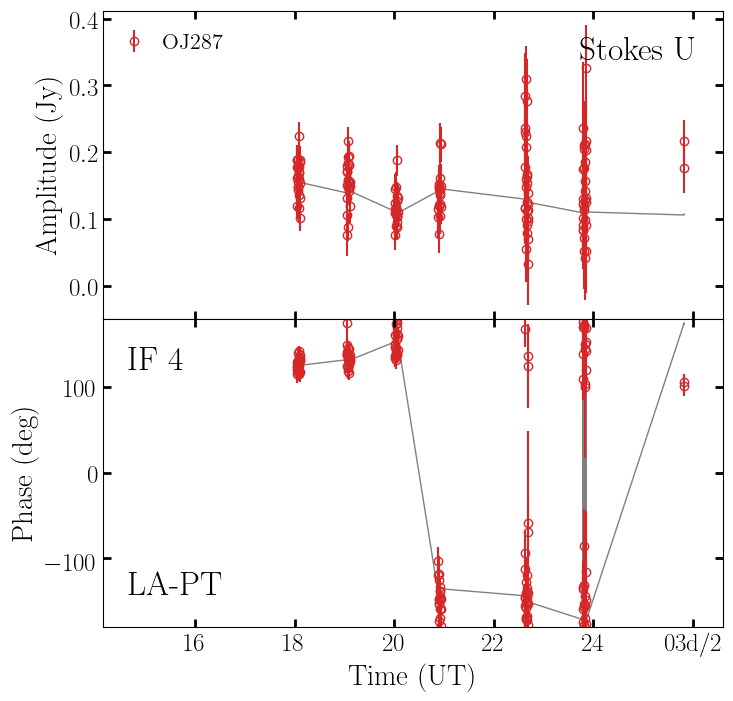 OJ287
Stokes U
Amplitude (Jy)
0.4
0.3
0.2
0.1
0.0
IF 4
LA-PT
Phase (deg)
100
0
−100
16 18 20 22 24 03d/2
Time (UT)